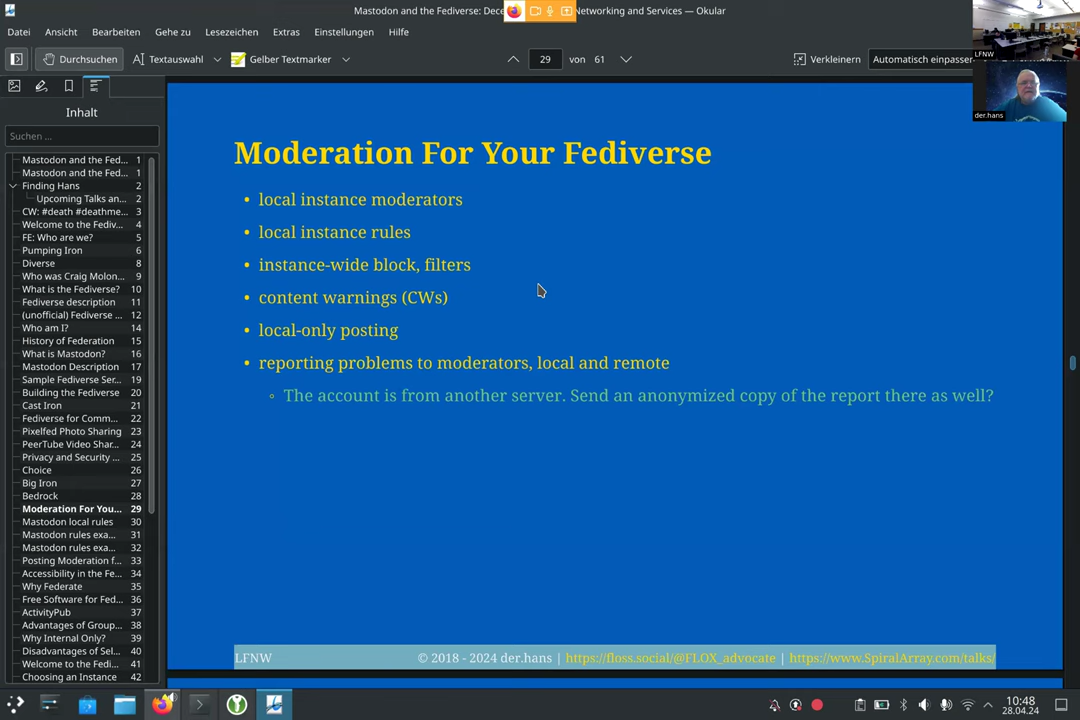 Mastodon and the Fediverse: Dece
Networking and Services — Okular
Datei Ansicht Bearbeiten Gehe zu Lesezeichen Extras Einstellungen Hilfe
LFNW
Durchsuchen Textauswahl Gelber Textmarker 29 von 61 Verkleinern Automatisch einpassen
der.hans
Inhalt
Suchen ...
Mastodon and the Fed... 1
Mastodon and the Fed... 1
Finding Hans 2
Upcoming Talks an... 2
CW: #death #deathme... 3
Welcome to the Fediv... 4
FE: Who are we? 5
Pumping Iron 6
Diverse 8
Who was Craig Molon... 9
What is the Fediverse? 10
Fediverse description 11
(unofficial) Fediverse ... 12
Who am I? 14
History of Federation 15
What is Mastodon? 16
Mastodon Description 17
Sample Fediverse Ser... 19
Building the Fediverse 20
Cast Iron 21
Fediverse for Comm... 22
Pixelfed Photo Sharing 23
PeerTube Video Shar... 24
Privacy and Security ... 25
Choice 26
Big Iron 27
Bedrock 28
Moderation For You... 29
Mastodon local rules 30
Mastodon rules exa... 31
Mastodon rules exa... 32
Posting Moderation f... 33
Accessibility in the Fe... 34
Why Federate 35
Free Software for Fed... 36
ActivityPub 37
Advantages of Group... 38
Why Internal Only? 39
Disadvantages of Sel... 40
Welcome to the Fedi... 41
Choosing an Instance 42
Moderation For Your Fediverse
• local instance moderators
• local instance rules
• instance-wide block, filters
• content warnings (CWs)
• local-only posting
• reporting problems to moderators, local and remote
◦ The account is from another server. Send an anonymized copy of the report there as well?
LFNW © 2018 - 2024 der.hans | https://floss.social/@FLOX_advocate | https://www.SpiralArray.com/talks/
10:48
28.04.24